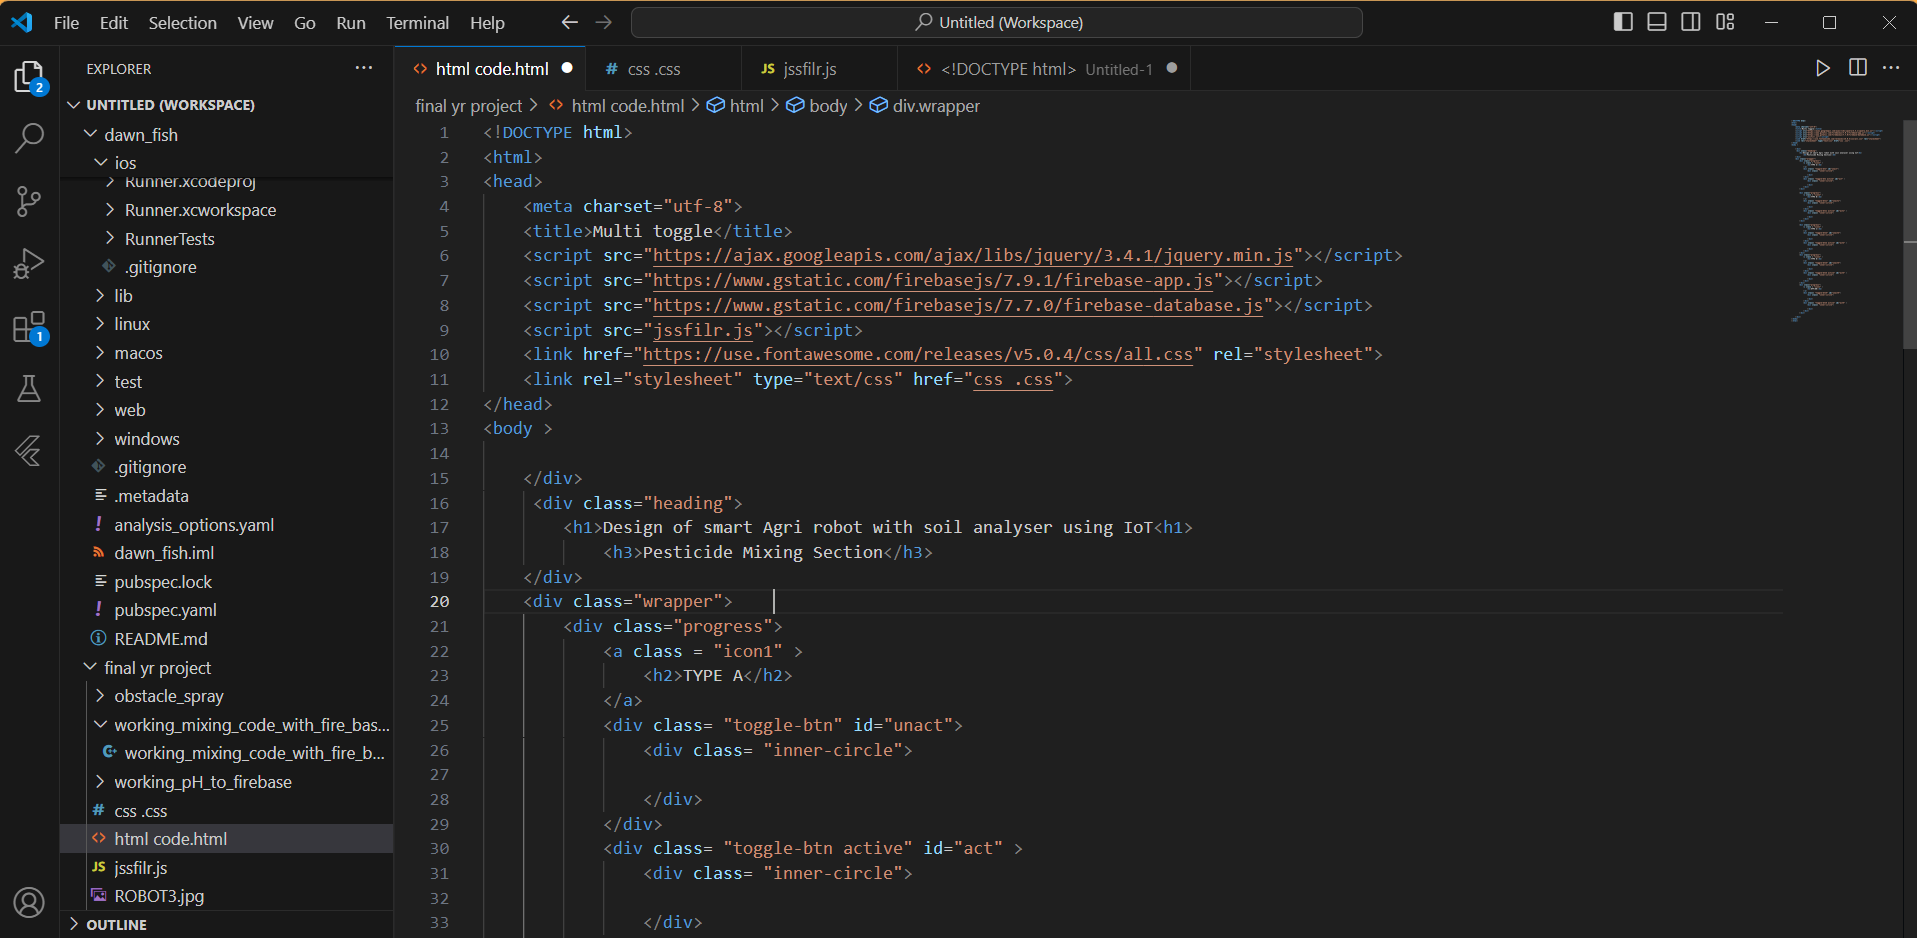 File Edit Selection View Go Run Terminal Help Untitled (Workspace)
EXPLORER
2
1
UNTITLED (WORKSPACE)
dawn_fish
ios
Runner.xcodeproj
Runner.xcworkspace
RunnerTests
.gitignore
lib
linux
macos
test
web
windows
.gitignore
.metadata
! analysis_options.yaml
dawn_fish.iml
pubspec.lock
! pubspec.yaml
README.md
final yr project
obstacle_spray
working_mixing_code_with_fire_bas...
working_mixing_code_with_fire_b...
working_pH_to_firebase
# css .css
<> html code.html
JS jssfilr.js
ROBOT3.jpg
OUTLINE
<> html code.html # css .css JS jssfilr.js <> <!DOCTYPE html> Untitled-1
final yr project > <> html code.html > html > body > div.wrapper
1 <!DOCTYPE html>
2 <html>
3 <head>
4 <meta charset="utf-8">
5 <title>Multi toggle</title>
6 <script src="https://ajax.googleapis.com/ajax/libs/jquery/3.4.1/jquery.min.js"></script>
7 <script src="https://www.gstatic.com/firebasejs/7.9.1/firebase-app.js"></script>
8 <script src="https://www.gstatic.com/firebasejs/7.7.0/firebase-database.js"></script>
9 <script src="jssfilr.js"></script>
10 <link href="https://use.fontawesome.com/releases/v5.0.4/css/all.css" rel="stylesheet">
11 <link rel="stylesheet" type="text/css" href="css .css">
12 </head>
13 <body >
14
15 </div>
16 <div class="heading">
17 <h1>Design of smart Agri robot with soil analyser using IoT<h1>
18 <h3>Pesticide Mixing Section</h3>
19 </div>
20 <div class="wrapper">
21 <div class="progress">
22 <a class = "icon1" >
23 <h2>TYPE A</h2>
24 </a>
25 <div class= "toggle-btn" id="unact">
26 <div class= "inner-circle">
27
28 </div>
29 </div>
30 <div class= "toggle-btn active" id="act" >
31 <div class= "inner-circle">
32
33 </div>